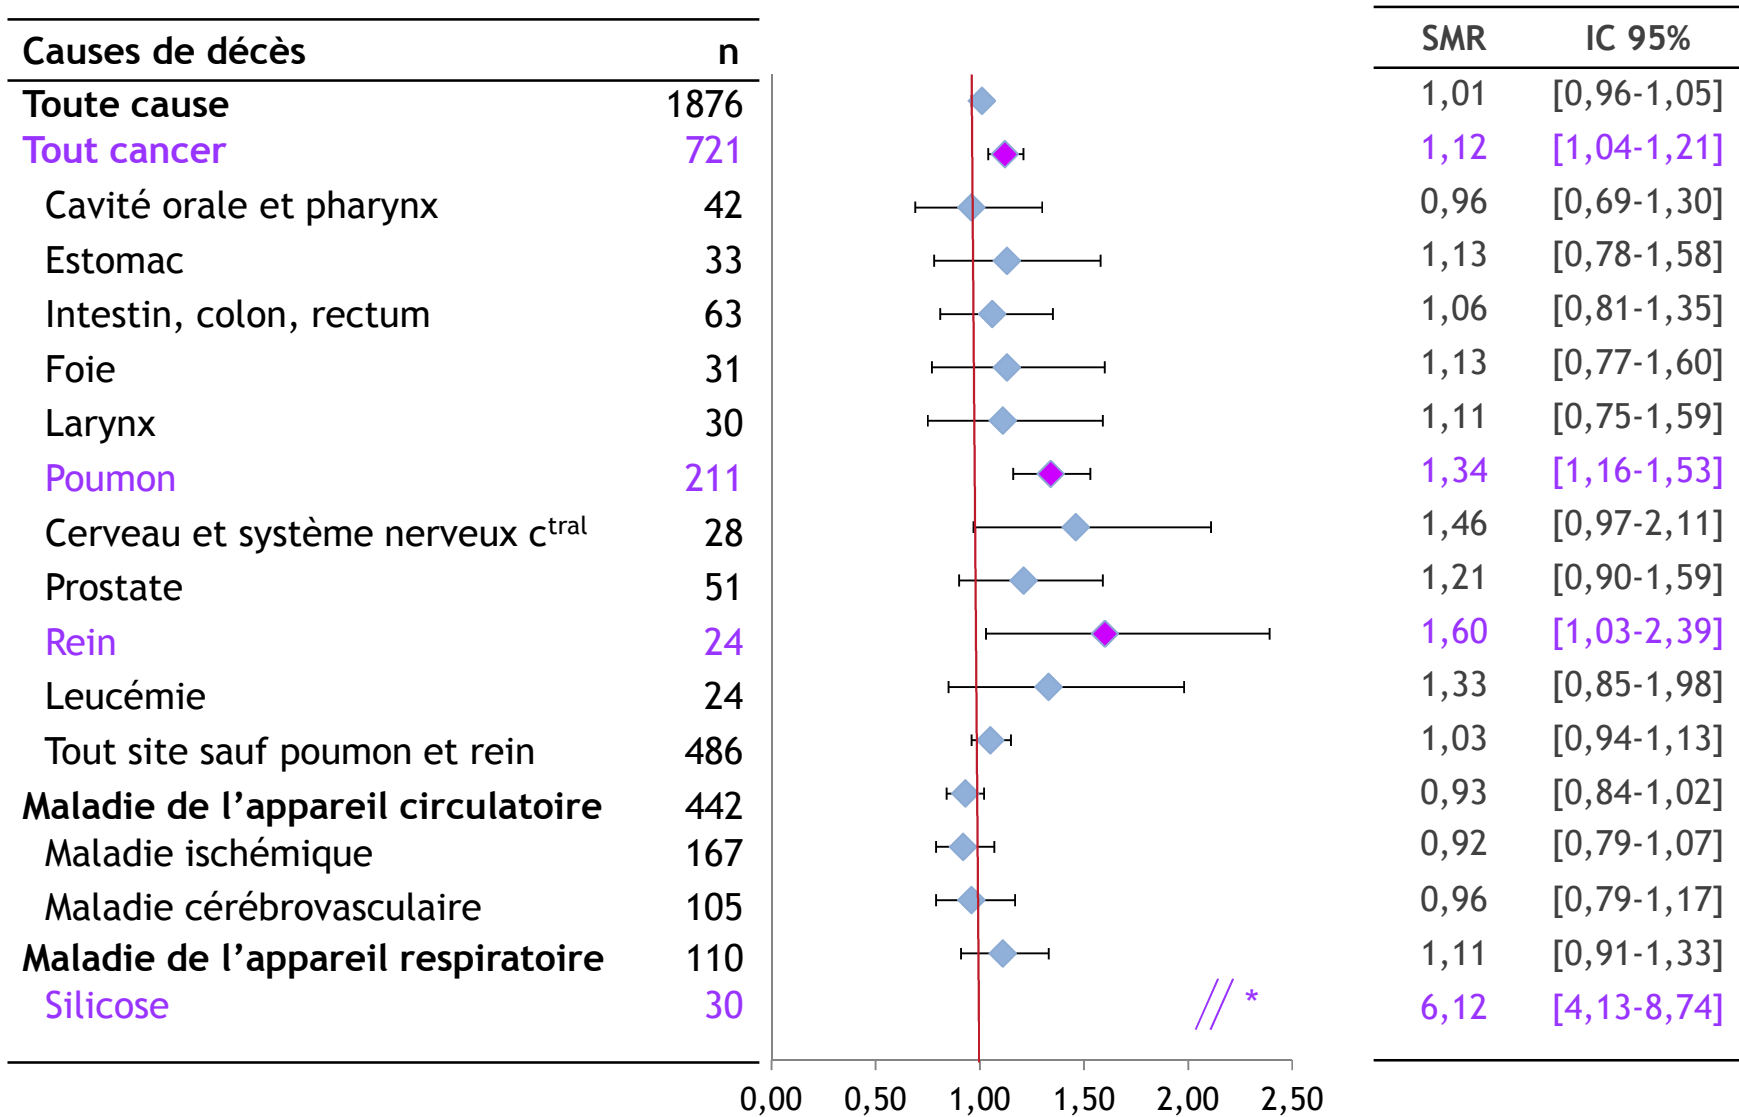 Causes de décès n SMR IC 95%
Toute cause 1876 1,01 [0,96-1,05]
Tout cancer 721 1,12 [1,04-1,21]
Cavité orale et pharynx 42 0,96 [0,69-1,30]
Estomac 33 1,13 [0,78-1,58]
Intestin, colon, rectum 63 1,06 [0,81-1,35]
Foie 31 1,13 [0,77-1,60]
Larynx 30 1,11 [0,75-1,59]
Poumon 211 1,34 [1,16-1,53]
Cerveau et système nerveux ctral 28 1,46 [0,97-2,11]
Prostate 51 1,21 [0,90-1,59]
Rein 24 1,60 [1,03-2,39]
Leucémie 24 1,33 [0,85-1,98]
Tout site sauf poumon et rein 486 1,03 [0,94-1,13]
Maladie de l’appareil circulatoire 442 0,93 [0,84-1,02]
Maladie ischémique 167 0,92 [0,79-1,07]
Maladie cérébrovasculaire 105 0,96 [0,79-1,17]
Maladie de l’appareil respiratoire 110 1,11 [0,91-1,33]
Silicose 30 // * 6,12 [4,13-8,74]
0,00 0,50 1,00 1,50 2,00 2,50